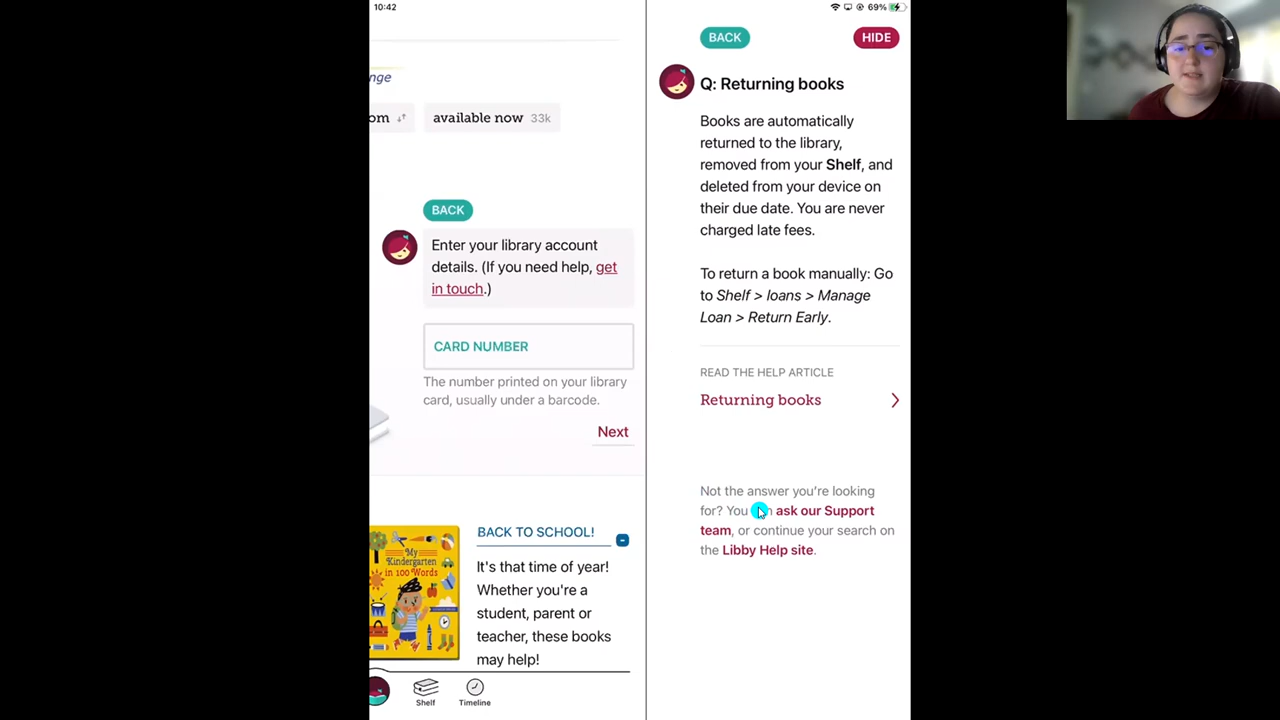 10:42
69%
nge
om
available now 33k
BACK
Enter your library account
details. (If you need help, get
in touch.)
CARD NUMBER
The number printed on your library
card, usually under a barcode.
Next
My
Kindergarten
in 100 Words
BACK TO SCHOOL!
It's that time of year!
Whether you're a
student, parent or
teacher, these books
may help!
Shelf
Timeline
BACK
HIDE
Q: Returning books
Books are automatically
returned to the library,
removed from your Shelf, and
deleted from your device on
their due date. You are never
charged late fees.
To return a book manually: Go
to Shelf > loans > Manage
Loan > Return Early.
READ THE HELP ARTICLE
Returning books
Not the answer you're looking
for? You ask our Support
team, or continue your search on
the Libby Help site.